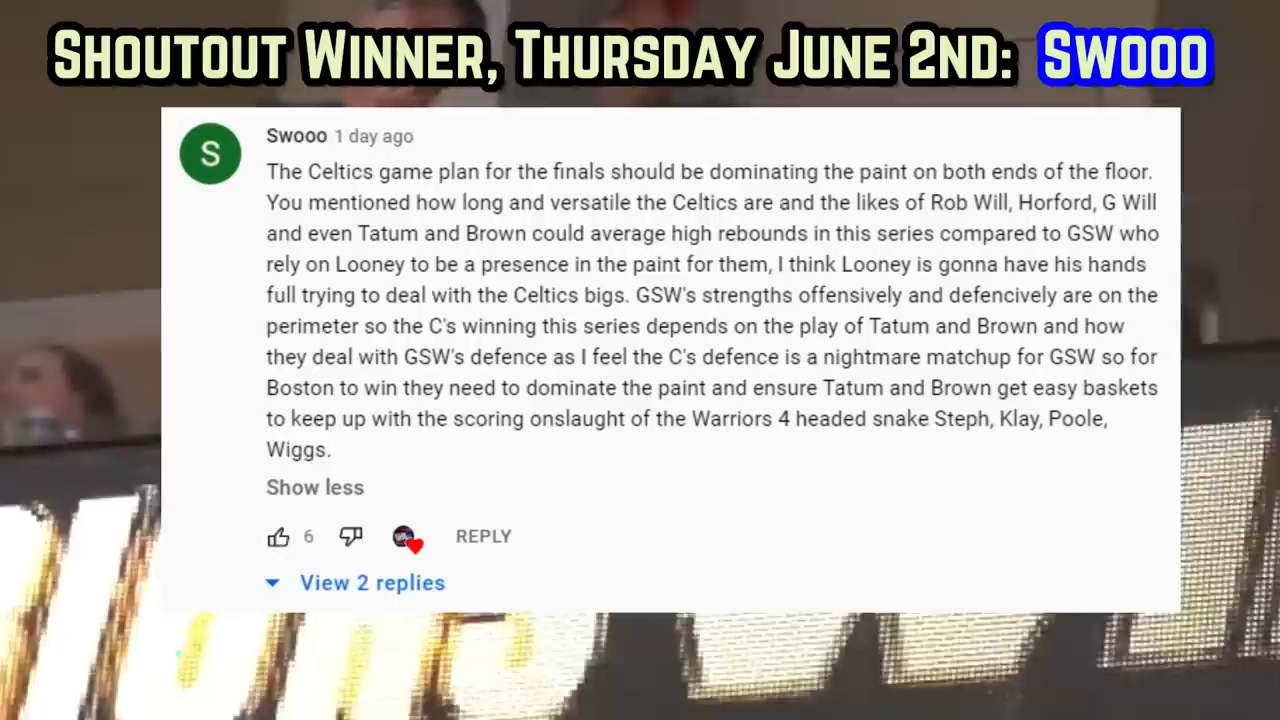 SHOUTOUT WINNER, THURSDAY JUNE 2ND: SWOOO
S
Swooo 1 day ago
The Celtics game plan for the finals should be dominating the paint on both ends of the floor.
You mentioned how long and versatile the Celtics are and the likes of Rob Will, Horford, G Will
and even Tatum and Brown could average high rebounds in this series compared to GSW who
rely on Looney to be a presence in the paint for them, I think Looney is gonna have his hands
full trying to deal with the Celtics bigs. GSW's strengths offensively and defencively are on the
perimeter so the C's winning this series depends on the play of Tatum and Brown and how
they deal with GSW's defence as I feel the C's defence is a nightmare matchup for GSW so for
Boston to win they need to dominate the paint and ensure Tatum and Brown get easy baskets
to keep up with the scoring onslaught of the Warriors 4 headed snake Steph, Klay, Poole,
Wiggs.
Show less
6 REPLY
View 2 replies